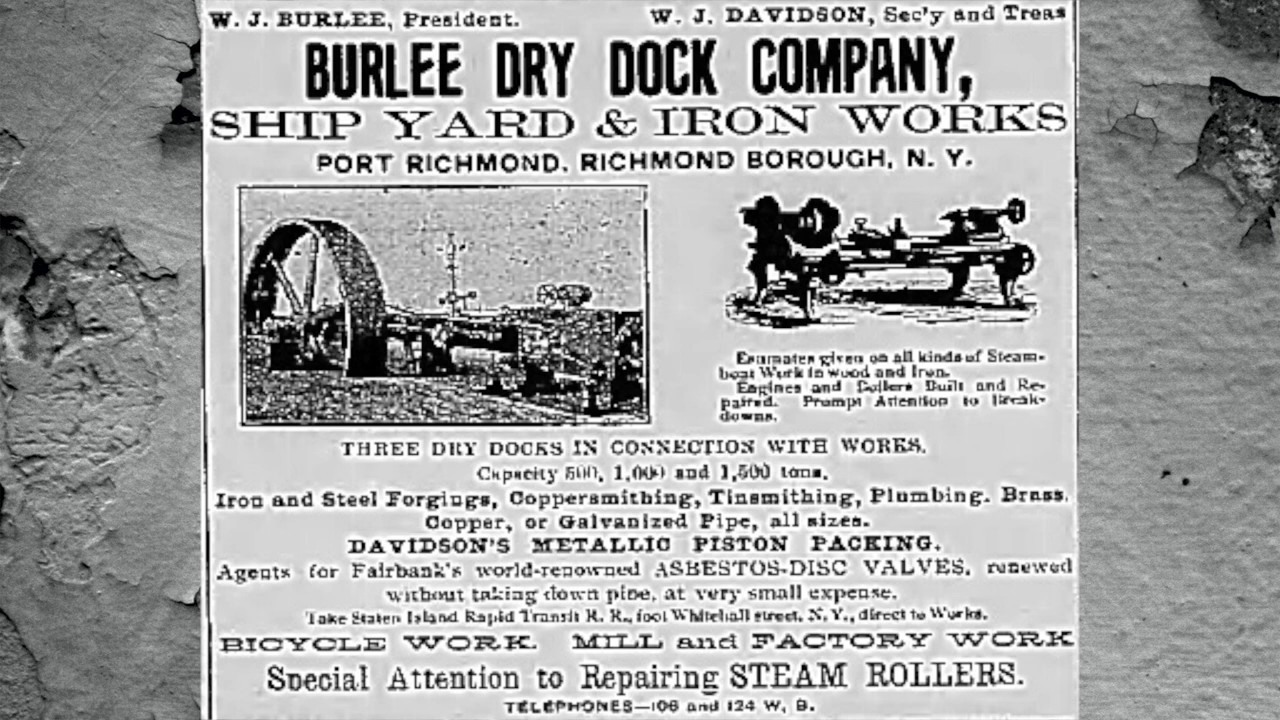 W. J. BURLEE, President. W. J. DAVIDSON, Sec'y and Treas
BURLEE DRY DOCK COMPANY,
SHIP YARD & IRON WORKS
PORT RICHMOND, RICHMOND BOROUGH, N. Y.
Estimates given on all kinds of Steam-
boat Work in wood and Iron.
Engines and Boilers Built and Re-
paired. Prompt Attention to Break-
downs.
THREE DRY DOCKS IN CONNECTION WITH WORKS.
Capacity 500, 1,000 and 1,500 tons.
Iron and Steel Forgings, Coppersmithing, Tinsmithing, Plumbing. Brass,
Copper, or Galvanized Pipe, all sizes.
DAVIDSON'S METALLIC PISTON PACKING.
Agents for Fairbank's world-renowned ASBESTOS-DISC VALVES, renewed
without taking down pipe, at very small expense.
Take Staten Island Rapid Transit R. R., foot Whitehall street, N. Y., direct to Works.
BICYCLE WORK. MILL and FACTORY WORK
Special Attention to Repairing STEAM ROLLERS.
TELEPHONES—106 and 124 W. B.